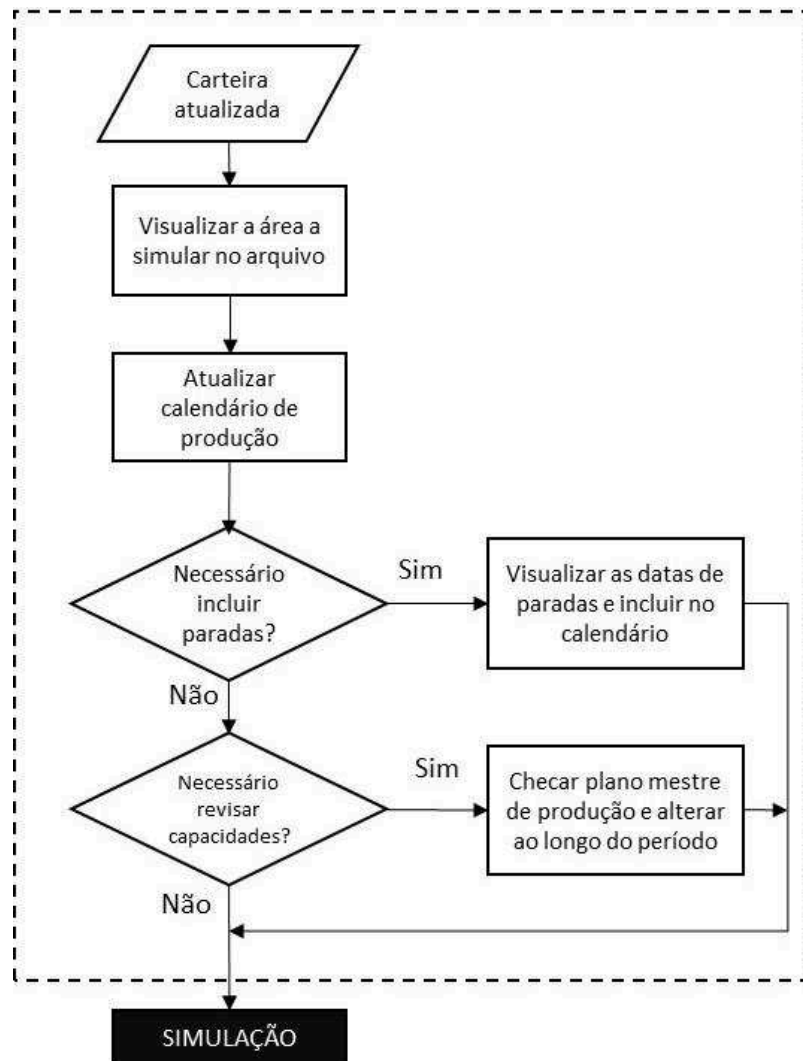 Carteira
atualizada
Visualizar a área a
simular no arquivo
Atualizar
calendário de
produção
Necessário
incluir
paradas?
Sim
Visualizar as datas de
paradas e incluir no
calendário
Não
Necessário
revisar
capacidades?
Sim
Checar plano mestre
de produção e alterar
ao longo do período
Não
SIMULAÇÃO